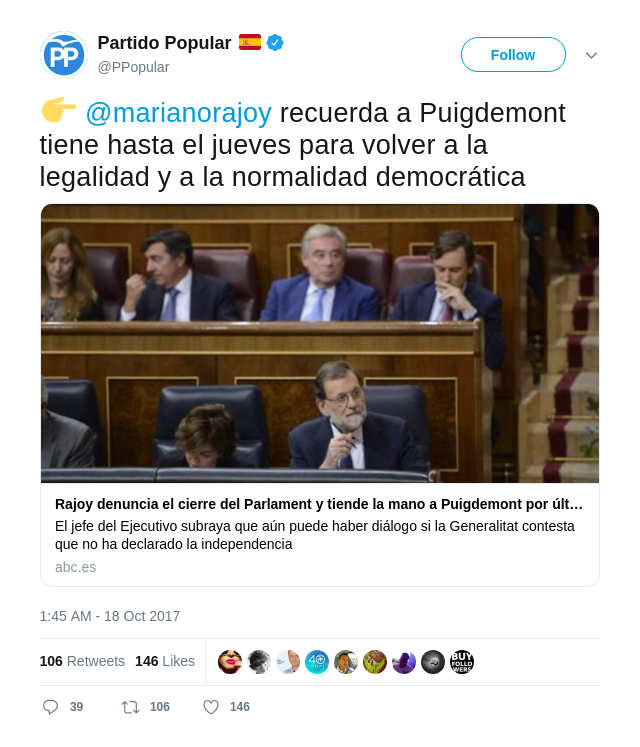 Partido Popular
@PPopular
Follow
@marianorajoy recuerda a Puigdemont
tiene hasta el jueves para volver a la
legalidad y a la normalidad democrática
Rajoy denuncia el cierre del Parlament y tiende la mano a Puigdemont por últ…
El jefe del Ejecutivo subraya que aún puede haber diálogo si la Generalitat contesta
que no ha declarado la independencia
abc.es
1:45 AM - 18 Oct 2017
106 Retweets 146 Likes
BUY
FOLLO
WERS
39 106 146